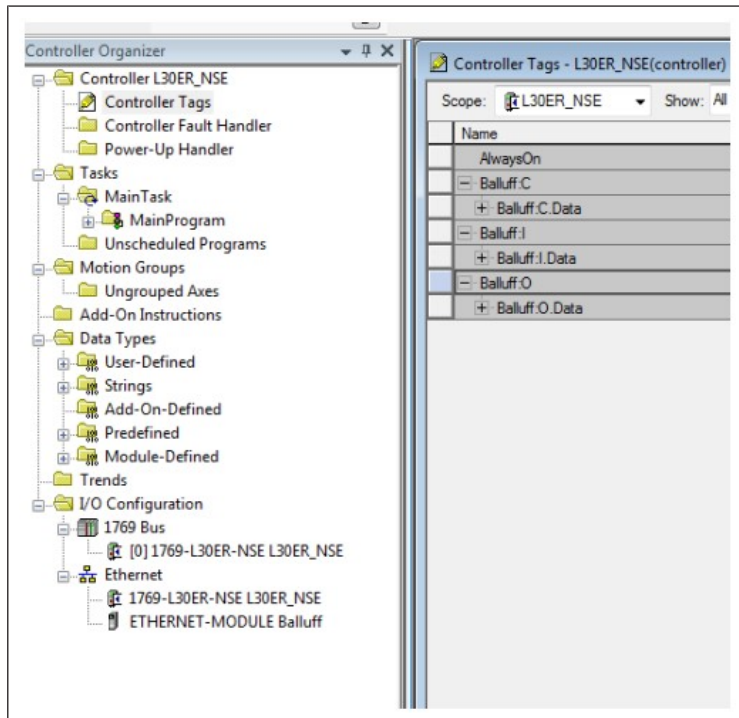 Controller Organizer
Controller L30ER_NSE
Controller Tags
Controller Fault Handler
Power-Up Handler
Tasks
MainTask
MainProgram
Unscheduled Programs
Motion Groups
Ungrouped Axes
Add-On Instructions
Data Types
User-Defined
Strings
Add-On-Defined
Predefined
Module-Defined
Trends
I/O Configuration
1769 Bus
[0] 1769-L30ER-NSE L30ER_NSE
Ethernet
1769-L30ER-NSE L30ER_NSE
ETHERNET-MODULE Balluff
Controller Tags - L30ER_NSE(controller)
Scope: L30ER_NSE Show: All
Name
AlwaysOn
Balluff:C
Balluff:C.Data
Balluff:I
Balluff:I.Data
Balluff:O
Balluff:O.Data